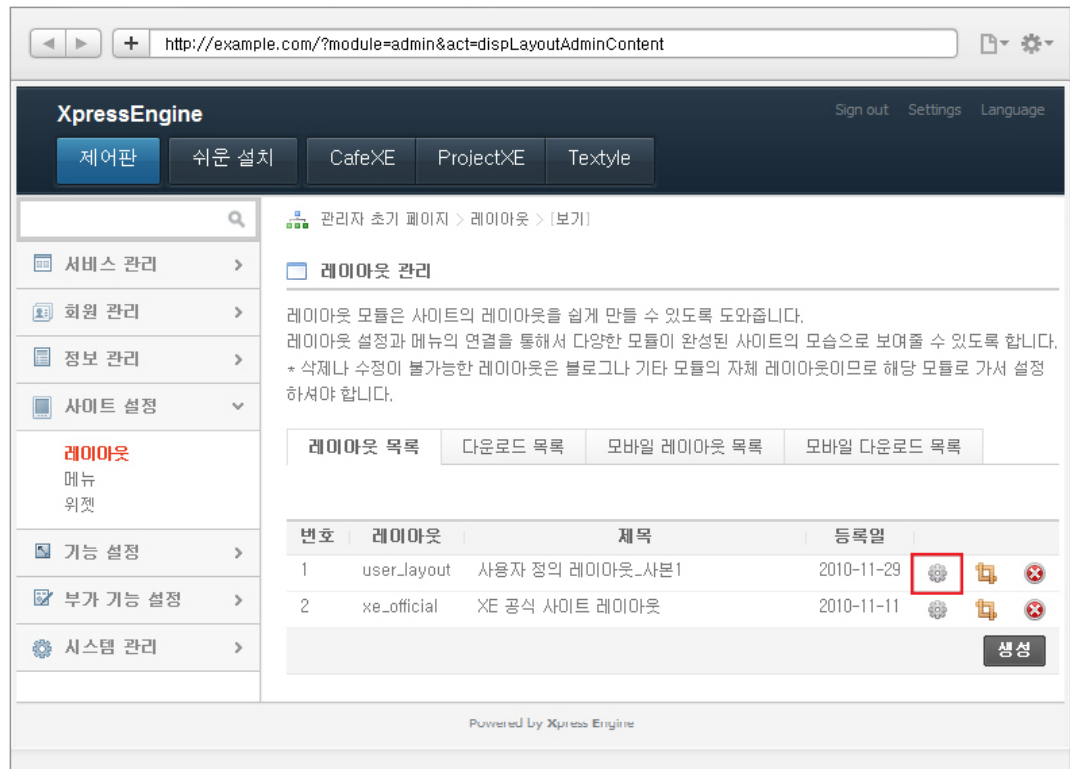 http://example.com/?module=admin&act=dispLayoutAdminContent
XpressEngine
Sign out Settings Language
제어판 쉬운 설치 CafeXE ProjectXE Textyle
관리자 초기 페이지 > 레이아웃 > [보기]
서비스 관리
회원 관리
정보 관리
사이트 설정
레이아웃
메뉴
위젯
기능 설정
부가 기능 설정
시스템 관리
레이아웃 관리
레이아웃 모듈은 사이트의 레이아웃을 쉽게 만들 수 있도록 도와줍니다.
레이아웃 설정과 메뉴의 연결을 통해서 다양한 모듈이 완성된 사이트의 모습으로 보여줄 수 있도록 합니다.
* 삭제나 수정이 불가능한 레이아웃은 블로그나 기타 모듈의 자체 레이아웃이므로 해당 모듈로 가서 설정
하셔야 합니다.
레이아웃 목록 다운로드 목록 모바일 레이아웃 목록 모바일 다운로드 목록
번호 레이아웃 제목 등록일
1 user_layout 사용자 정의 레이아웃_사본1 2010-11-29
2 xe_official XE 공식 사이트 레이아웃 2010-11-11
생성
Powered by Xpress Engine